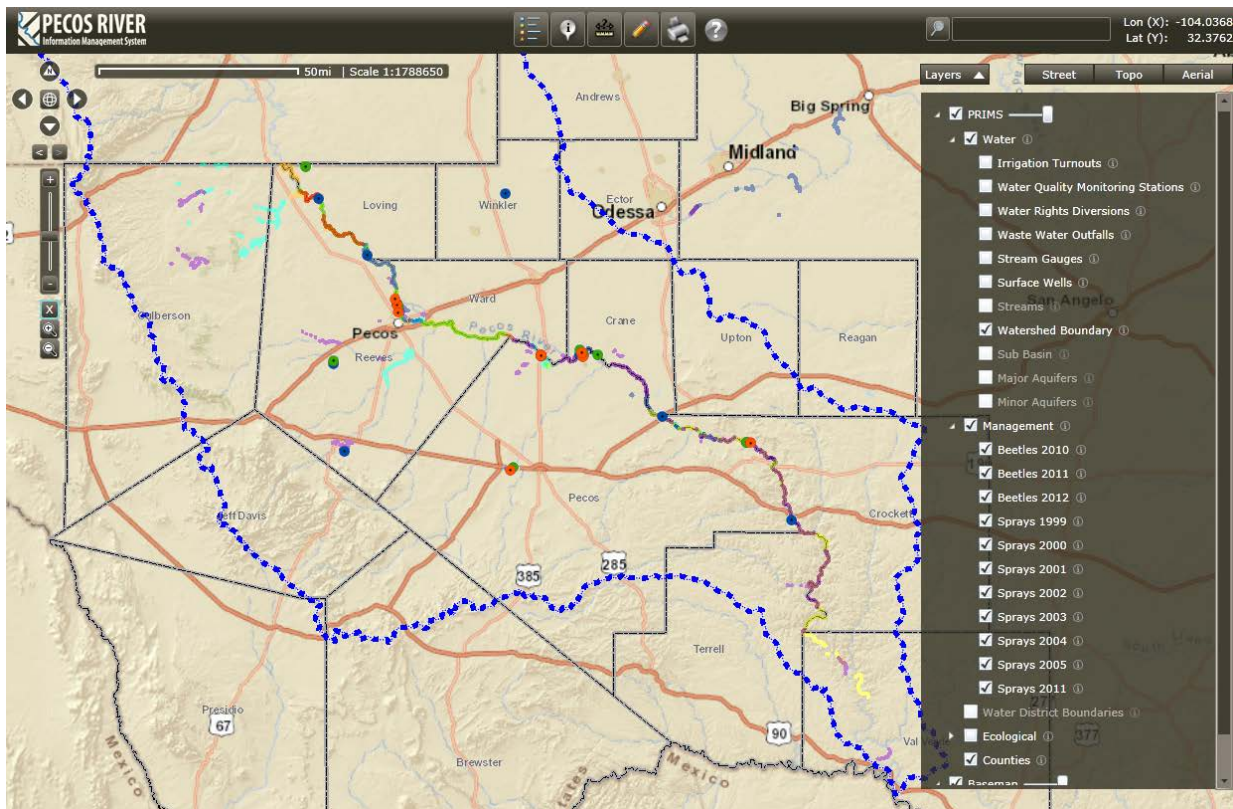 PECOS RIVER
Information Management System
Lon (X): -104.0368
Lat (Y): 32.3762
50mi | Scale 1:1788650
Layers
Street
Topo
Aerial
Andrews
Big Spring
Midland
Loving
Winkler
Ector
Odessa
Culberson
Ward
Crane
Pecos River
Pecos
Reeves
Upton
Reagan
San Angelo
Jeff Davis
Pecos
Crockett
385
285
Terrell
Presidio
67
90
Val Verde
377
Brewster
Mexico
Mexico
PRIMS
Water
Irrigation Turnouts
Water Quality Monitoring Stations
Water Rights Diversions
Waste Water Outfalls
Stream Gauges
Surface Wells
Streams
Watershed Boundary
Sub Basin
Major Aquifers
Minor Aquifers
Management
Beetles 2010
Beetles 2011
Beetles 2012
Sprays 1999
Sprays 2000
Sprays 2001
Sprays 2002
Sprays 2003
Sprays 2004
Sprays 2005
Sprays 2011
Water District Boundaries
Ecological
Counties
Basemap